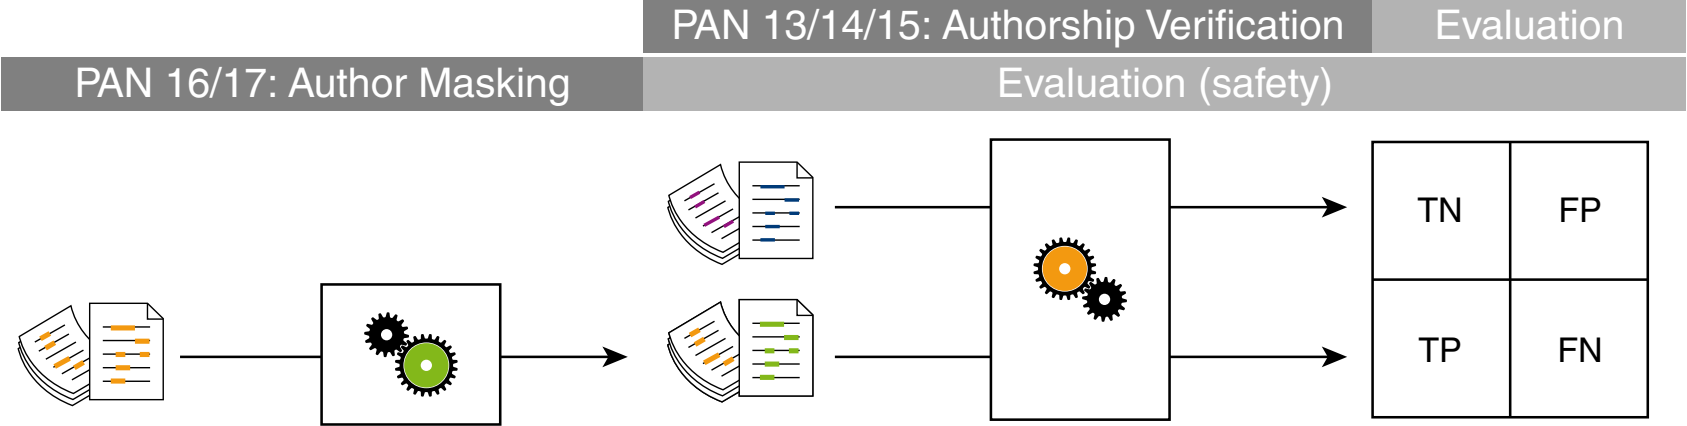 PAN 13/14/15: Authorship Verification Evaluation
PAN 16/17: Author Masking Evaluation (safety)
TN FP
TP FN